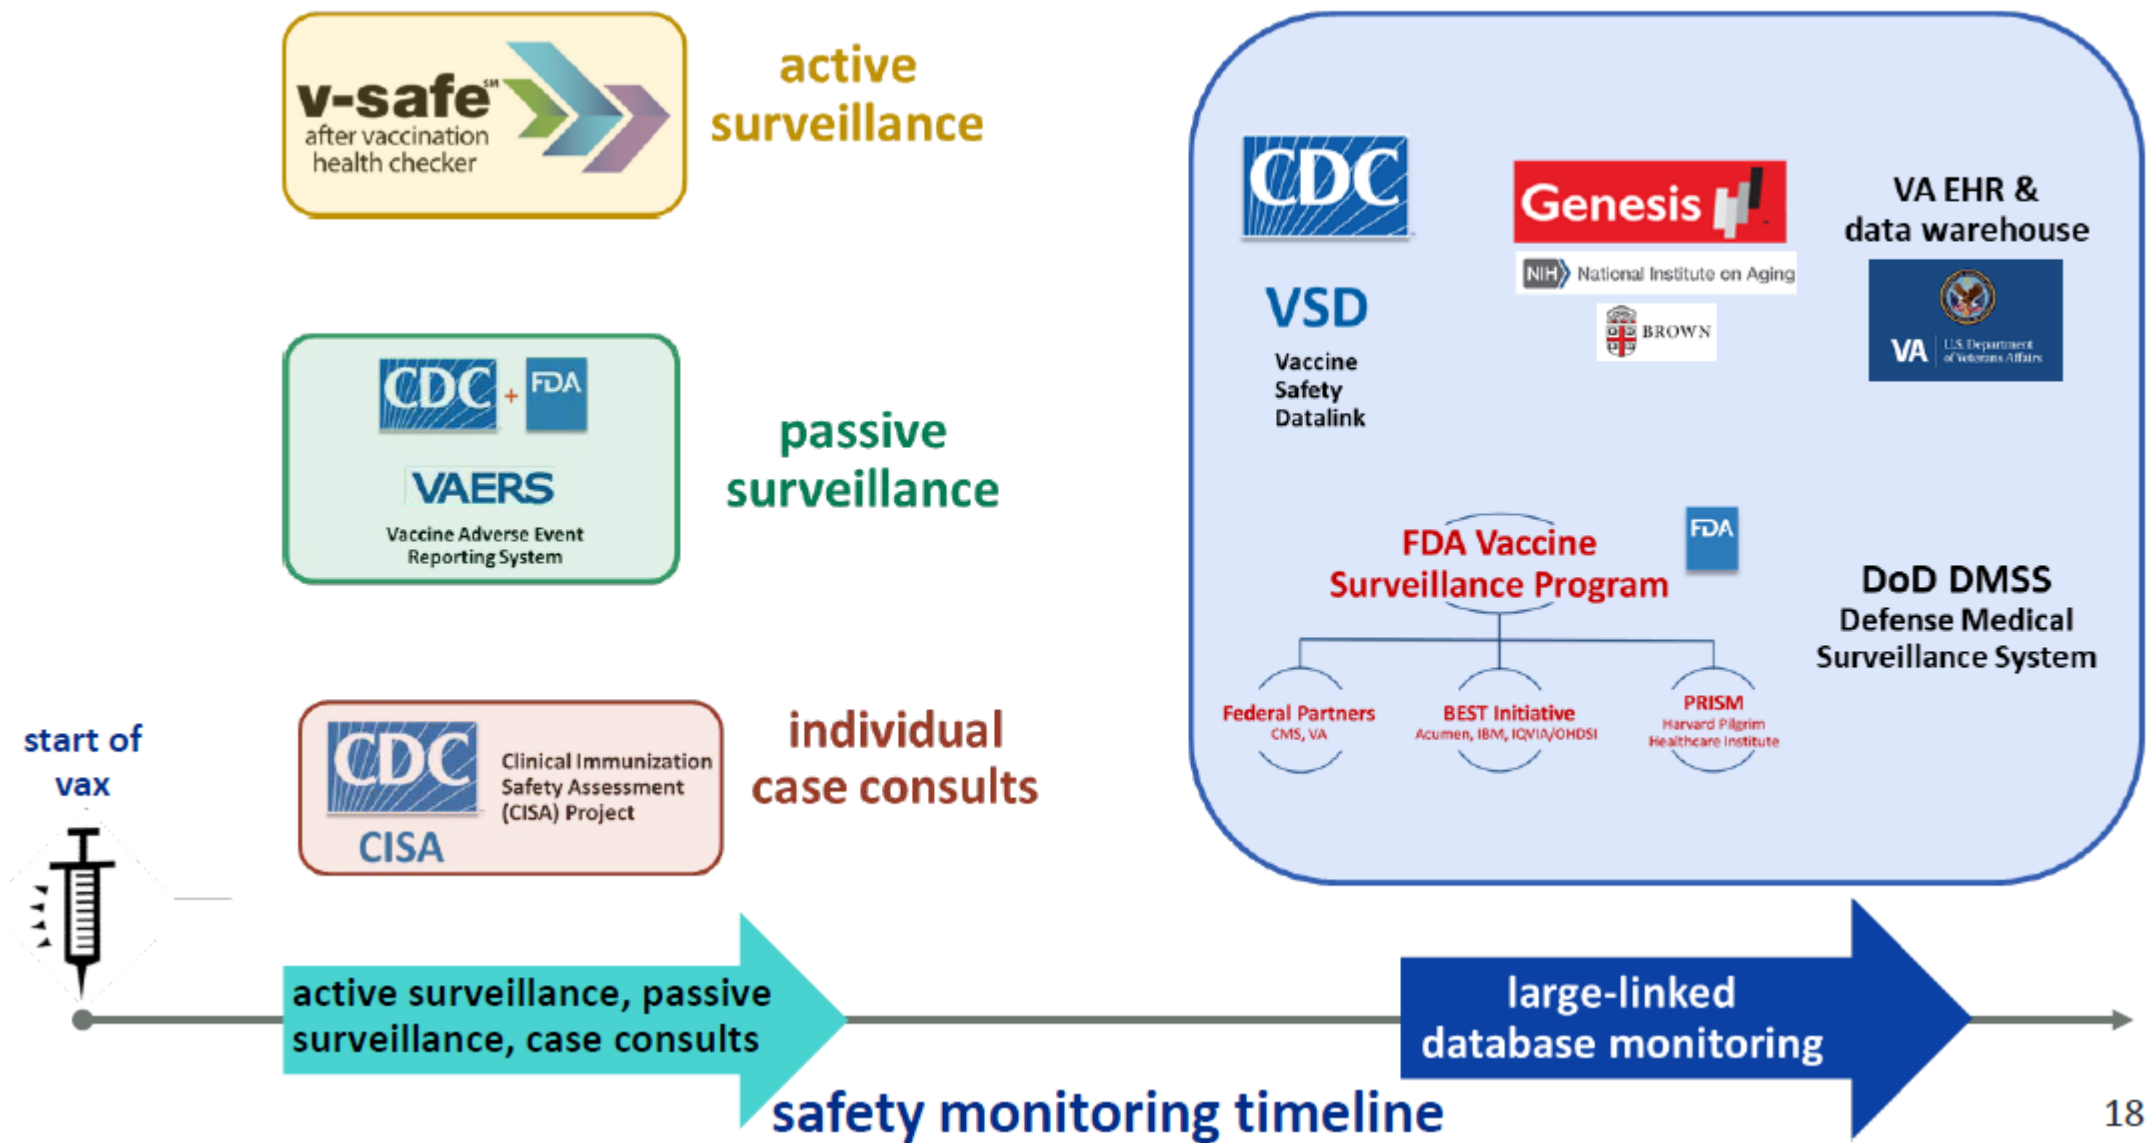 v-safe℠
after vaccination
health checker
active
surveillance
CDC + FDA
VAERS
Vaccine Adverse Event
Reporting System
passive
surveillance
CDC
Clinical Immunization
Safety Assessment
(CISA) Project
CISA
individual
case consults
CDC
VSD
Vaccine
Safety
Datalink
Genesis
NIH National Institute on Aging
BROWN
VA EHR &
data warehouse
VA U.S. Department
of Veterans Affairs
FDA Vaccine
Surveillance Program
FDA
Federal Partners
CMS, VA
BEST Initiative
Acumen, IBM, IQVIA/OHDSI
PRISM
Harvard Pilgrim
Healthcare Institute
DoD DMSS
Defense Medical
Surveillance System
start of
vax
active surveillance, passive
surveillance, case consults
large-linked
database monitoring
safety monitoring timeline
18